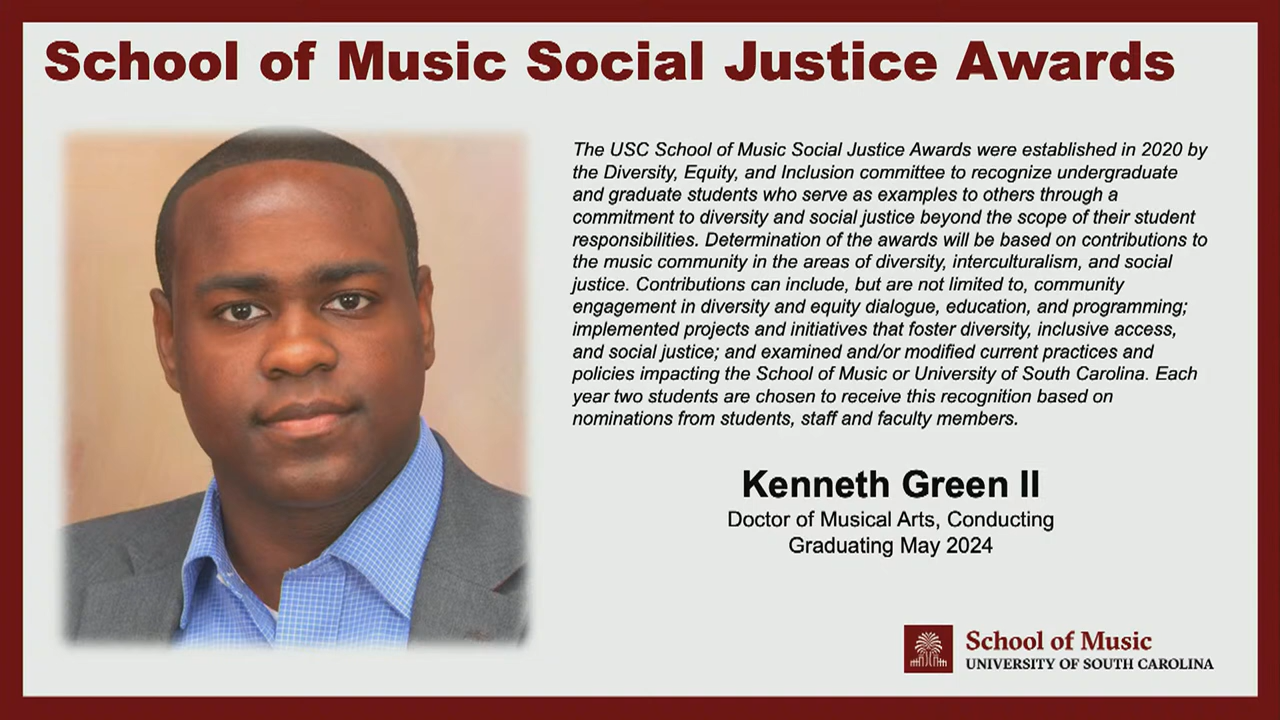 School of Music Social Justice Awards
The USC School of Music Social Justice Awards were established in 2020 by
the Diversity, Equity, and Inclusion committee to recognize undergraduate
and graduate students who serve as examples to others through a
commitment to diversity and social justice beyond the scope of their student
responsibilities. Determination of the awards will be based on contributions to
the music community in the areas of diversity, interculturalism, and social
justice. Contributions can include, but are not limited to, community
engagement in diversity and equity dialogue, education, and programming;
implemented projects and initiatives that foster diversity, inclusive access,
and social justice; and examined and/or modified current practices and
policies impacting the School of Music or University of South Carolina. Each
year two students are chosen to receive this recognition based on
nominations from students, staff and faculty members.
Kenneth Green II
Doctor of Musical Arts, Conducting
Graduating May 2024
School of Music
UNIVERSITY OF SOUTH CAROLINA